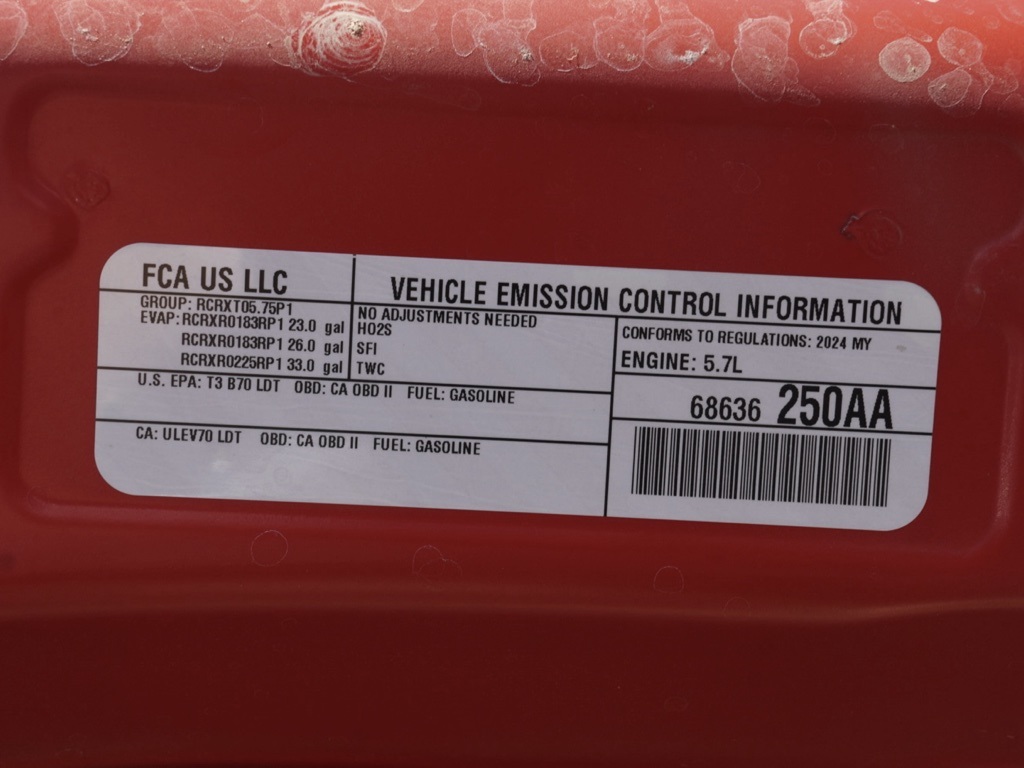 FCA US LLC
VEHICLE EMISSION CONTROL INFORMATION
GROUP: RCRXT05.75P1
EVAP: RCRXR0183RP1 23.0 gal
RCRXR0183RP1 26.0 gal
RCRXR0225RP1 33.0 gal
NO ADJUSTMENTS NEEDED
HO2S
SFI
TWC
CONFORMS TO REGULATIONS: 2024 MY
ENGINE: 5.7L
U.S. EPA: T3 B70 LDT OBD: CA OBD II FUEL: GASOLINE
68636 250AA
CA: ULEV70 LDT OBD: CA OBD II FUEL: GASOLINE